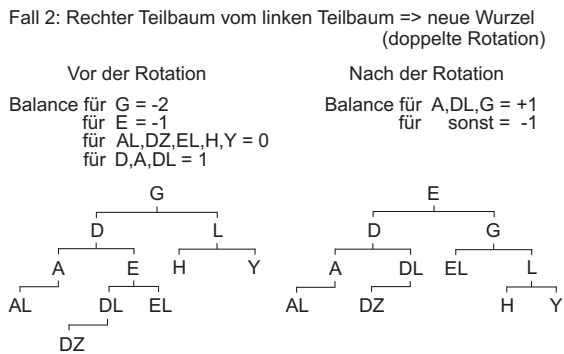 Fall 2: Rechter Teilbaum vom linken Teilbaum => neue Wurzel
(doppelte Rotation)
Vor der Rotation
Balance für G = -2
für E = -1
für AL,DZ,EL,H,Y = 0
für D,A,DL = 1
G
D L
A E H Y
AL DL EL
DZ
Nach der Rotation
Balance für A,DL,G = +1
für sonst = -1
E
D G
A DL EL L
AL DZ H Y